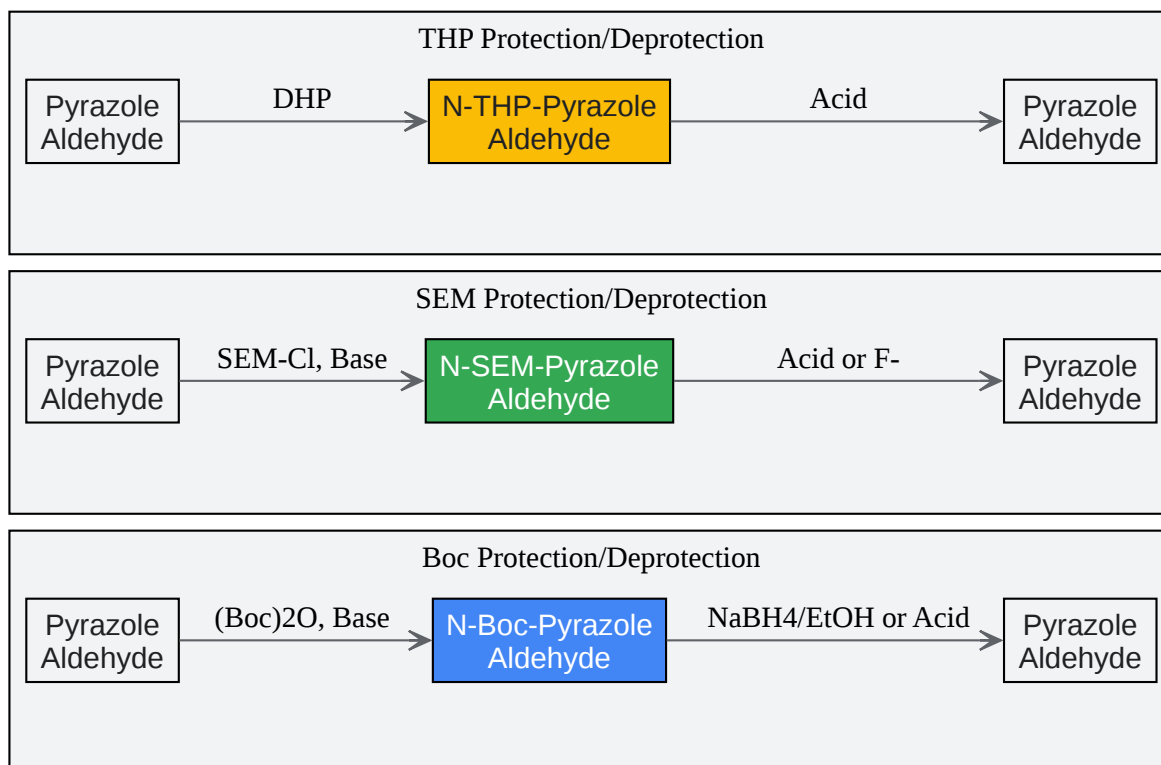 THP Protection/Deprotection
Pyrazole
Aldehyde
DHP
N-THP-Pyrazole
Aldehyde
Acid
Pyrazole
Aldehyde
SEM Protection/Deprotection
Pyrazole
Aldehyde
SEM-Cl, Base
N-SEM-Pyrazole
Aldehyde
Acid or F-
Pyrazole
Aldehyde
Boc Protection/Deprotection
Pyrazole
Aldehyde
(Boc)2O, Base
N-Boc-Pyrazole
Aldehyde
NaBH4/EtOH or Acid
Pyrazole
Aldehyde